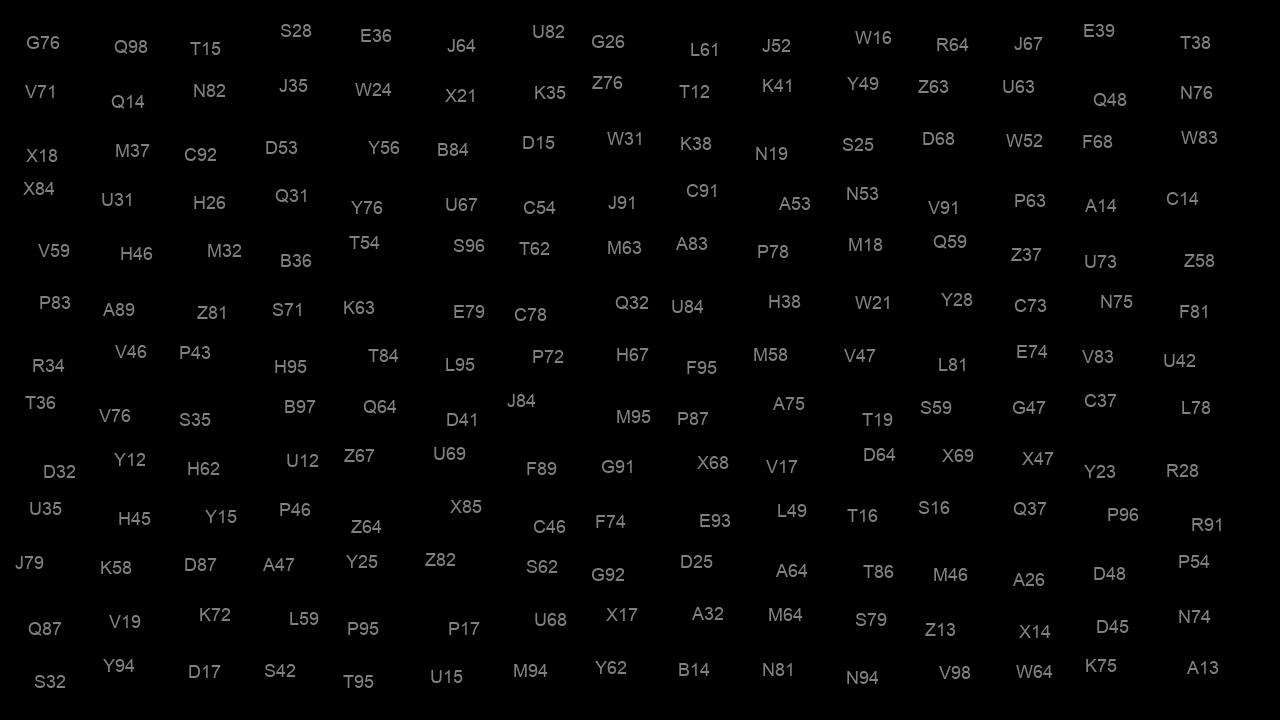 G76 Q98 T15 S28 E36 J64 U82 G26 L61 J52 W16 R64 J67 E39 T38
V71 Q14 N82 J35 W24 X21 K35 Z76 T12 K41 Y49 Z63 U63 Q48 N76
X18 M37 C92 D53 Y56 B84 D15 W31 K38 N19 S25 D68 W52 F68 W83
X84 U31 H26 Q31 Y76 U67 C54 J91 C91 A53 N53 V91 P63 A14 C14
V59 H46 M32 B36 T54 S96 T62 M63 A83 P78 M18 Q59 Z37 U73 Z58
P83 A89 Z81 S71 K63 E79 C78 Q32 U84 H38 W21 Y28 C73 N75 F81
R34 V46 P43 H95 T84 L95 P72 H67 F95 M58 V47 L81 E74 V83 U42
T36 V76 S35 B97 Q64 D41 J84 M95 P87 A75 T19 S59 G47 C37 L78
D32 Y12 H62 U12 Z67 U69 F89 G91 X68 V17 D64 X69 X47 Y23 R28
U35 H45 Y15 P46 Z64 X85 C46 F74 E93 L49 T16 S16 Q37 P96 R91
J79 K58 D87 A47 Y25 Z82 S62 G92 D25 A64 T86 M46 A26 D48 P54
Q87 V19 K72 L59 P95 P17 U68 X17 A32 M64 S79 Z13 X14 D45 N74
S32 Y94 D17 S42 T95 U15 M94 Y62 B14 N81 N94 V98 W64 K75 A13